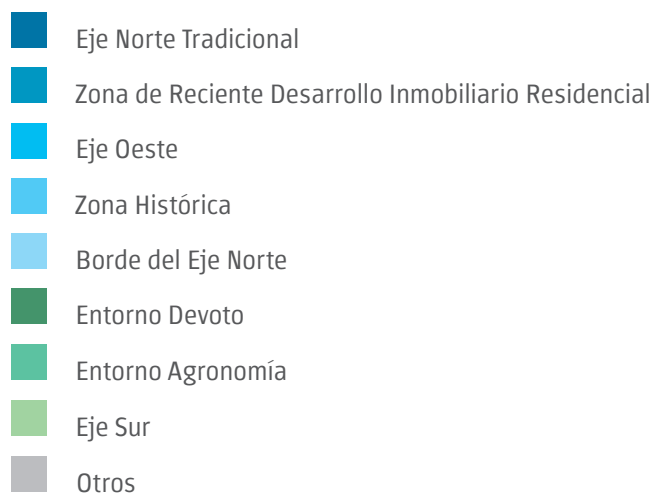 Eje Norte Tradicional
Zona de Reciente Desarrollo Inmobiliario Residencial
Eje Oeste
Zona Histórica
Borde del Eje Norte
Entorno Devoto
Entorno Agronomía
Eje Sur
Otros